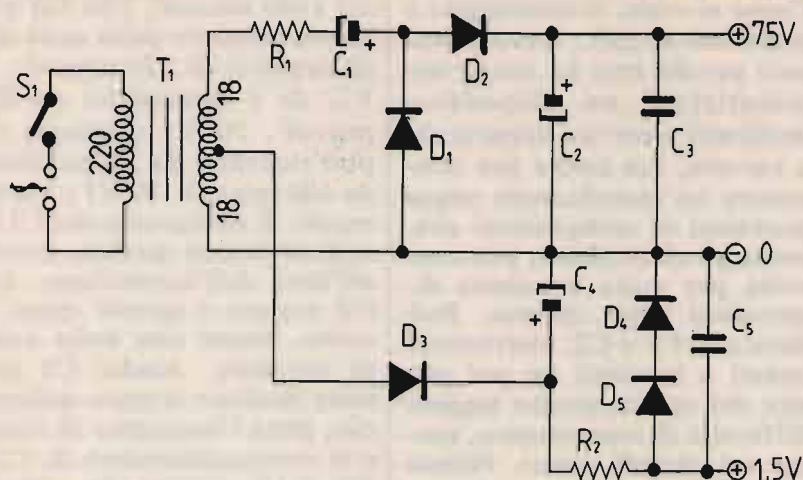 S1
T1
220
18
18
R1
C1
+
D1
D2
+
C2
C3
+ 75V
- 0
C4
+
D3
D4
D5
C5
R2
+ 1,5V